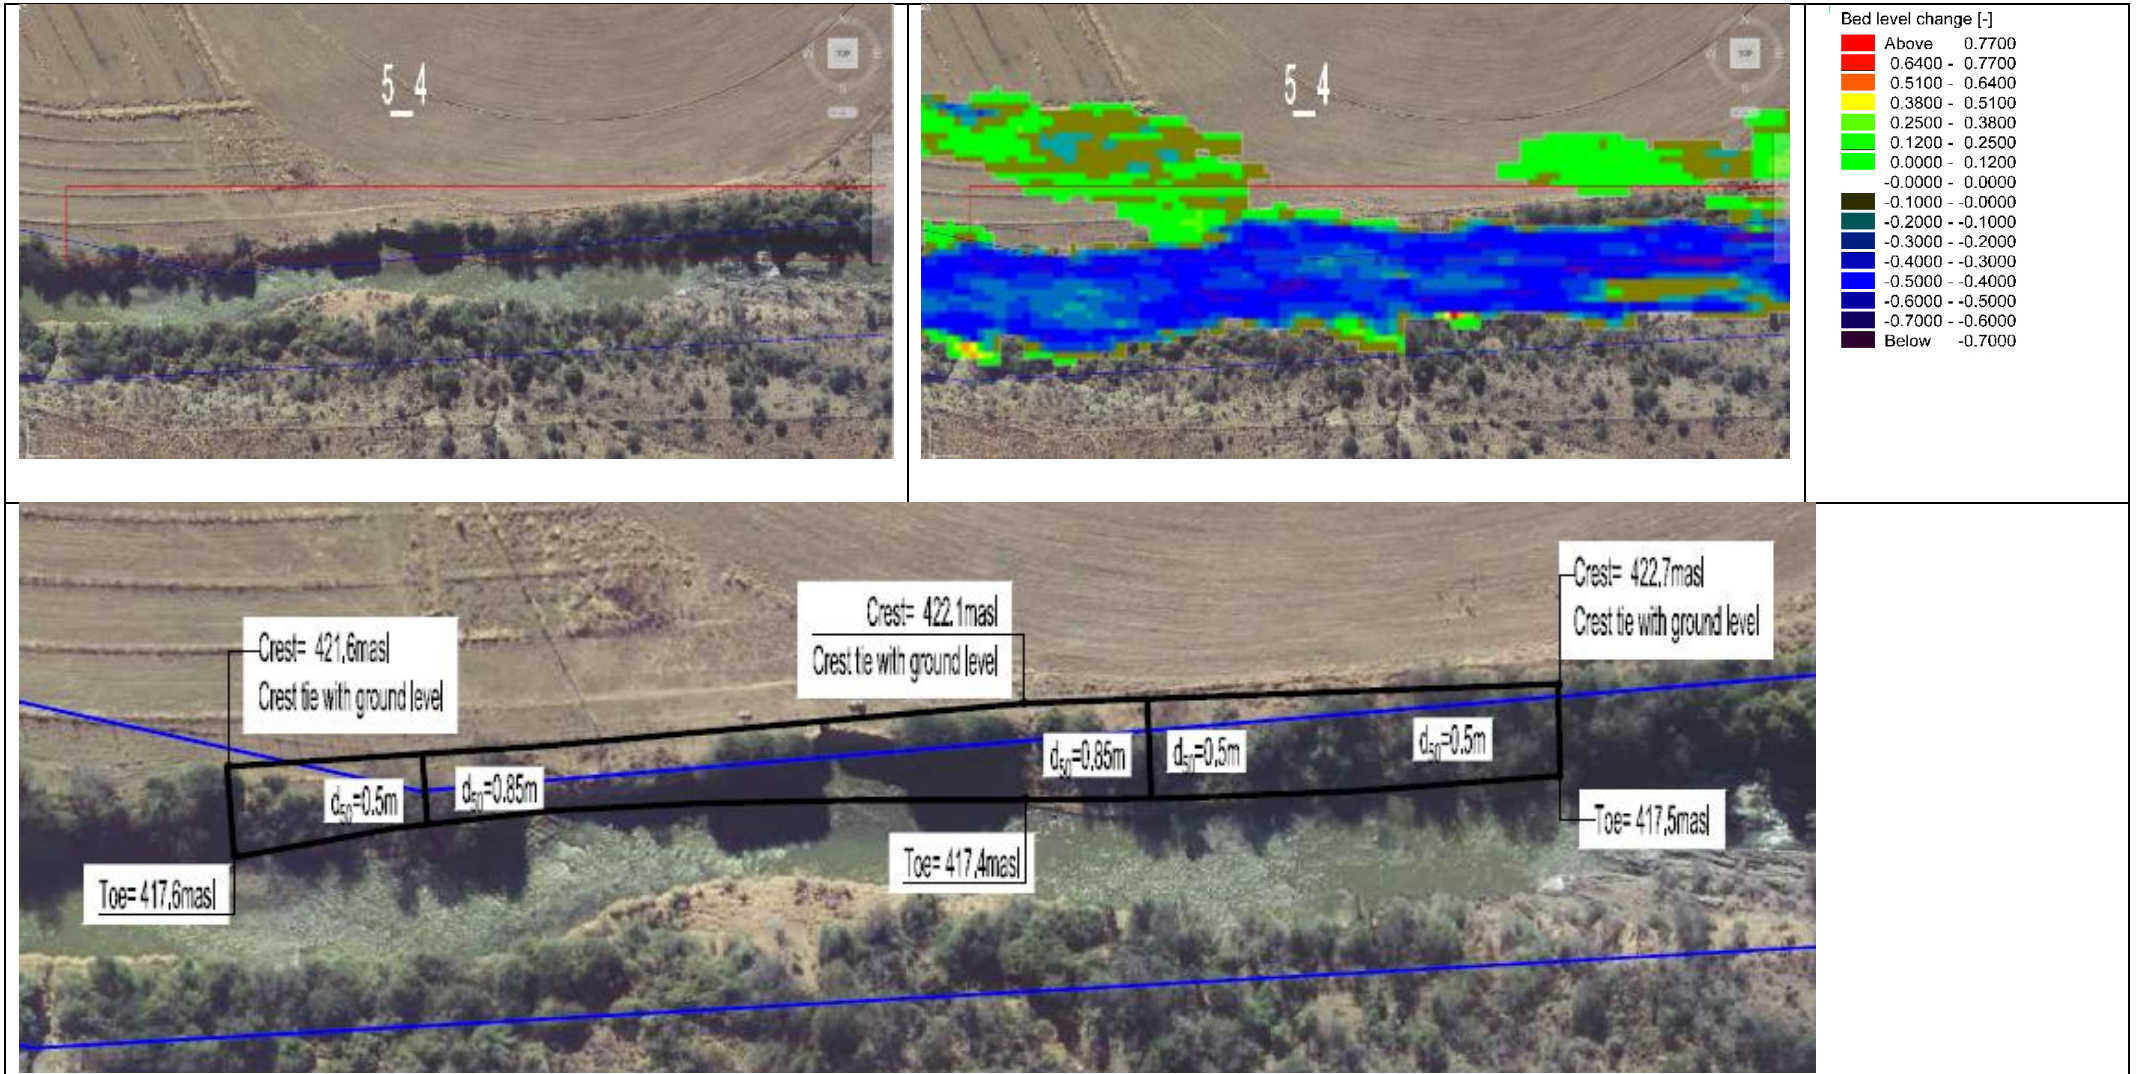 5_4
TOP
5_4
TOP
Bed level change [-]
Above 0.7700
0.6400 - 0.7700
0.5100 - 0.6400
0.3800 - 0.5100
0.2500 - 0.3800
0.1200 - 0.2500
0.0000 - 0.1200
-0.0000 - 0.0000
-0.1000 - -0.0000
-0.2000 - -0.1000
-0.3000 - -0.2000
-0.4000 - -0.3000
-0.5000 - -0.4000
-0.6000 - -0.5000
-0.7000 - -0.6000
Below -0.7000
Crest= 421,6masl
Crest tie with ground level
Crest= 422.1masl
Crest tie with ground level
Crest= 422,7masl
Crest tie with ground level
d50=0.5m
d50=0.85m
d50=0.85m
d50=0.5m
d50=0.5m
Toe= 417,6masl
Toe= 417,4masl
Toe= 417,5masl